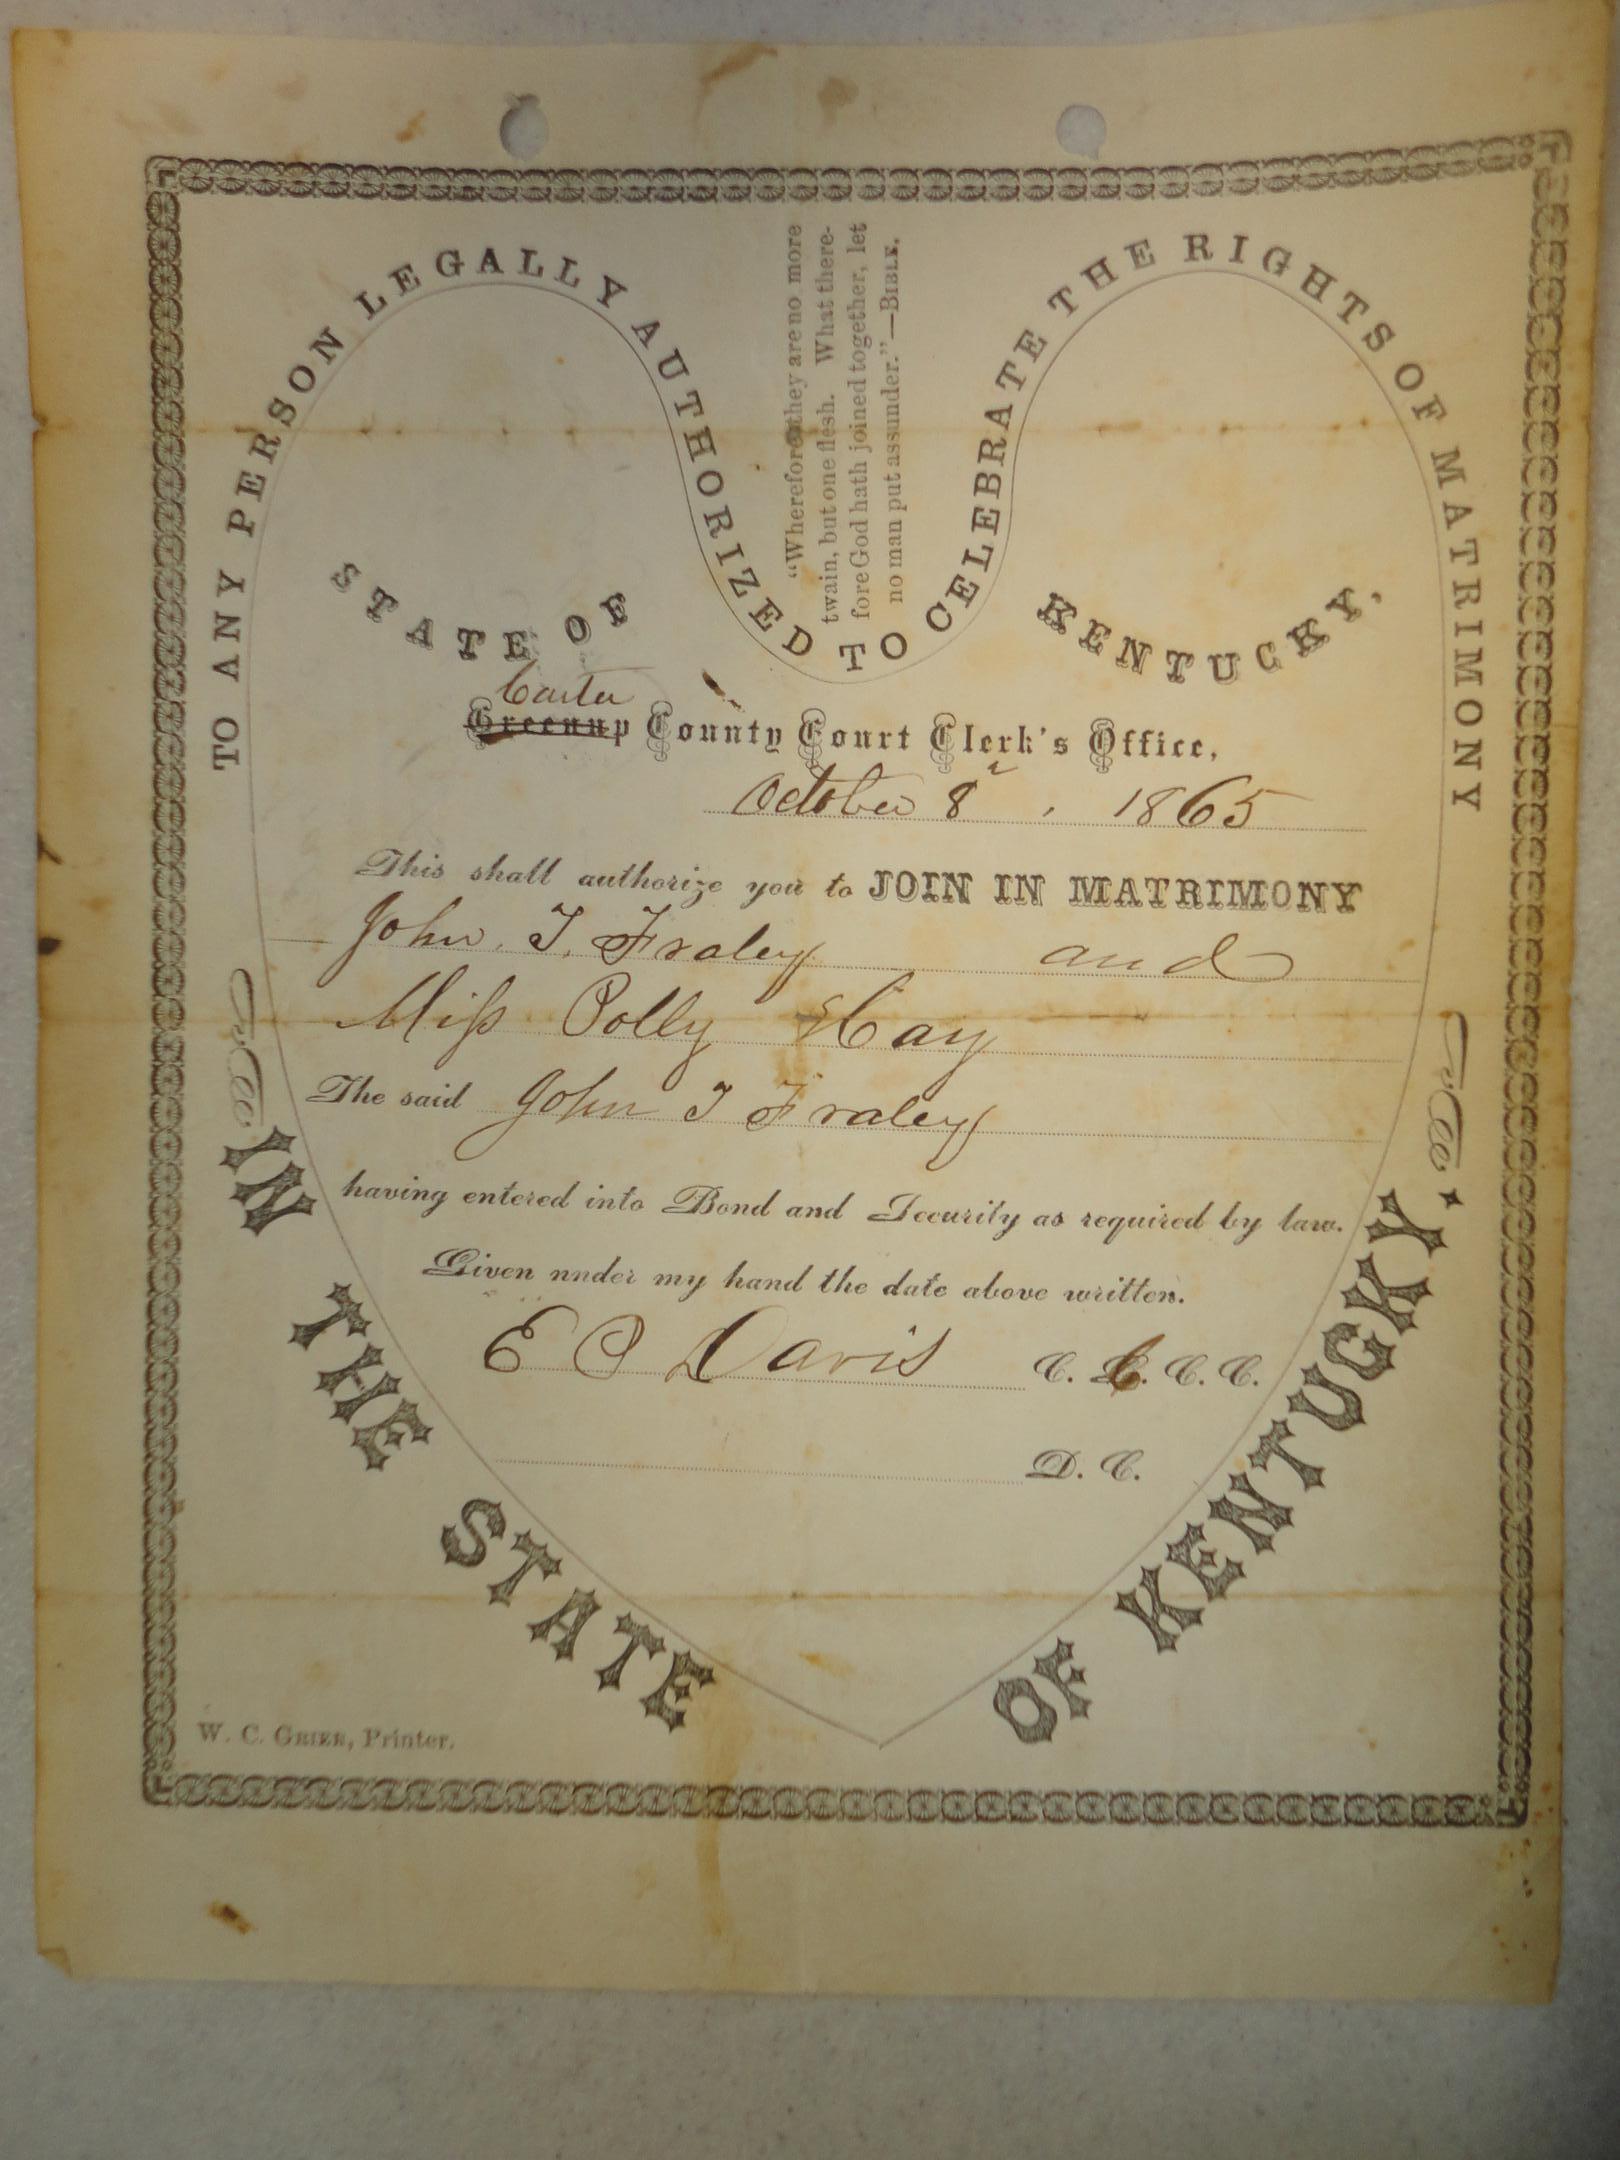 TO ANY PERSON LEGALLY AUTHORIZED TO CELEBRATE THE RIGHTS OF MATRIMONY
"Wherefore they are no more
twain, but one flesh. What there-
fore God hath joined together, let
no man put assunder."—BIBLE.
STATE OF KENTUCKY,
Carter
Greenup County Court Clerk's Office,
October 8, 1865
This shall authorize you to JOIN IN MATRIMONY
John. T. Fraley and
Miss Polly Hay
The said John T Fraley
having entered into Bond and Security as required by law.
Given nnder my hand the date above written.
E P Davis C. C. C. C.
D. C.
IN THE STATE OF KENTUCKY.
W. C. GRIER, Printer.